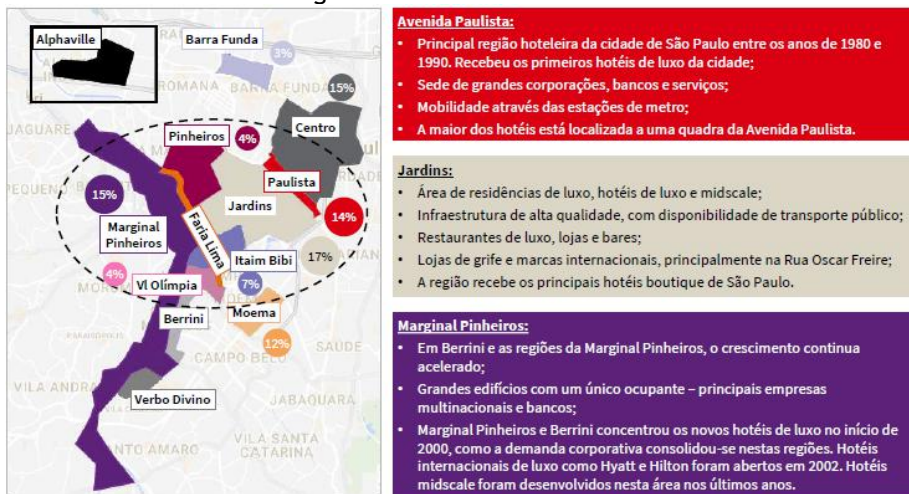 Alphaville
Barra Funda
3%
ROMANA
BARRA FUNDA
15%
Centro
JAGUARE
Pinheiros
4%
Paulista
PEQUENO
Jardins
15%
14%
Marginal
Pinheiros
Faria Lima
Itaim Bibi
17%
4%
Vl Olímpia
7%
Berrini
Moema
12%
SAÚDE
CAMPO BELO
VILA ANDRA
Verbo Divino
JABAQUARA
NTO AMARO
VILA SANTA
CATARINA
Avenida Paulista:
• Principal região hoteleira da cidade de São Paulo entre os anos de 1980 e
1990. Recebeu os primeiros hotéis de luxo da cidade;
• Sede de grandes corporações, bancos e serviços;
• Mobilidade através das estações de metro;
• A maior dos hotéis está localizada a uma quadra da Avenida Paulista.
Jardins:
• Área de residências de luxo, hotéis de luxo e midscale;
• Infraestrutura de alta qualidade, com disponibilidade de transporte público;
• Restaurantes de luxo, lojas e bares;
• Lojas de grife e marcas internacionais, principalmente na Rua Oscar Freire;
• A região recebe os principais hotéis boutique de São Paulo.
Marginal Pinheiros:
• Em Berrini e as regiões da Marginal Pinheiros, o crescimento continua
acelerado;
• Grandes edifícios com um único ocupante – principais empresas
multinacionais e bancos;
• Marginal Pinheiros e Berrini concentrou os novos hotéis de luxo no início de
2000, como a demanda corporativa consolidou-se nestas regiões. Hotéis
internacionais de luxo como Hyatt e Hilton foram abertos em 2002. Hotéis
midscale foram desenvolvidos nesta área nos últimos anos.